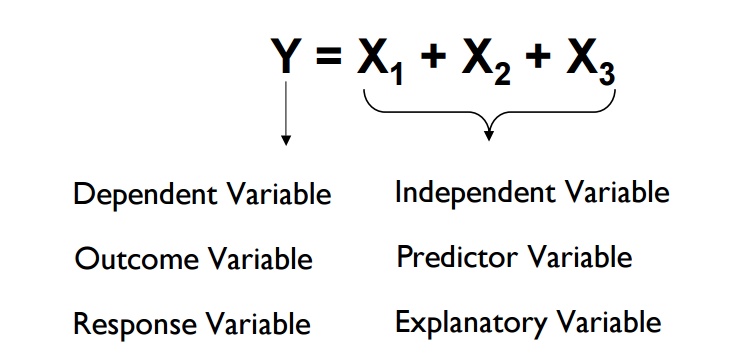 Y = X1 + X2 + X3
Dependent Variable
Independent Variable
Outcome Variable
Predictor Variable
Response Variable
Explanatory Variable